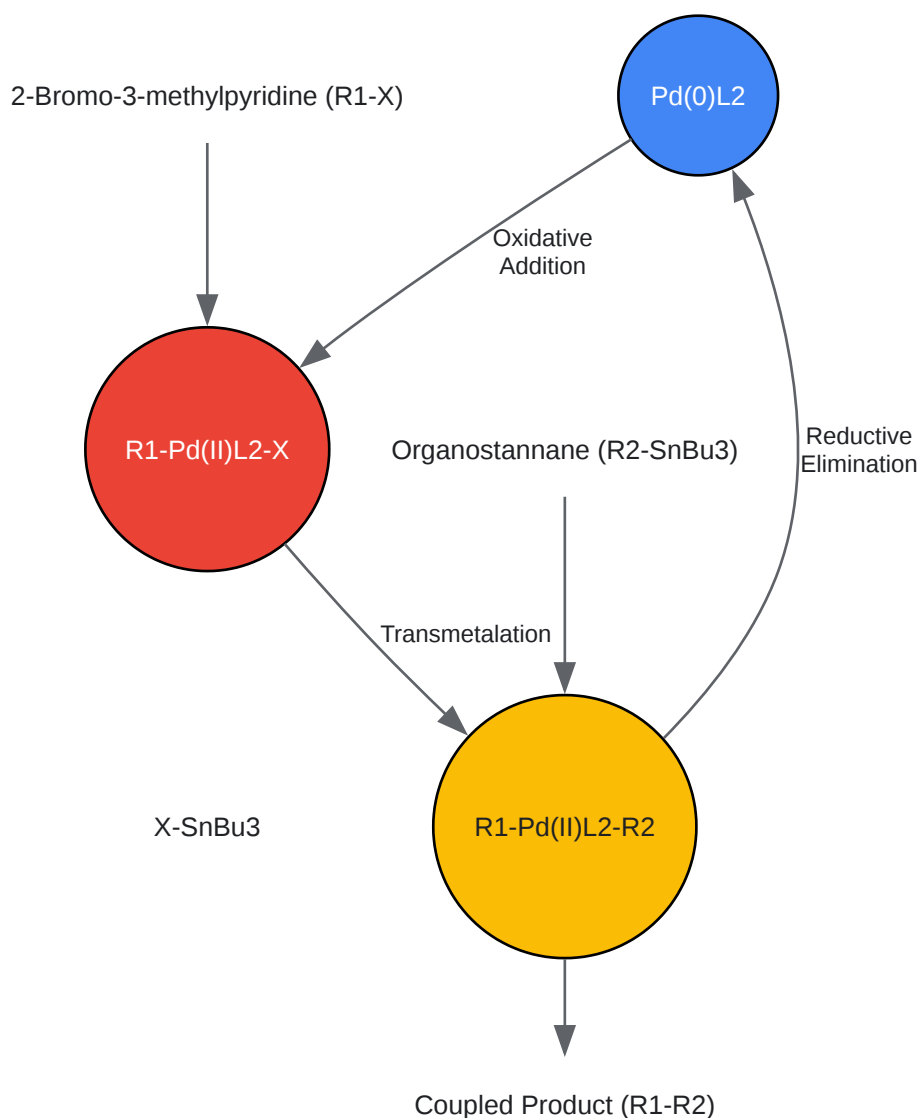 2-Bromo-3-methylpyridine (R1-X)
Pd(0)L2
Oxidative
Addition
R1-Pd(II)L2-X
Organostannane (R2-SnBu3)
Reductive
Elimination
Transmetalation
X-SnBu3
R1-Pd(II)L2-R2
Coupled Product (R1-R2)